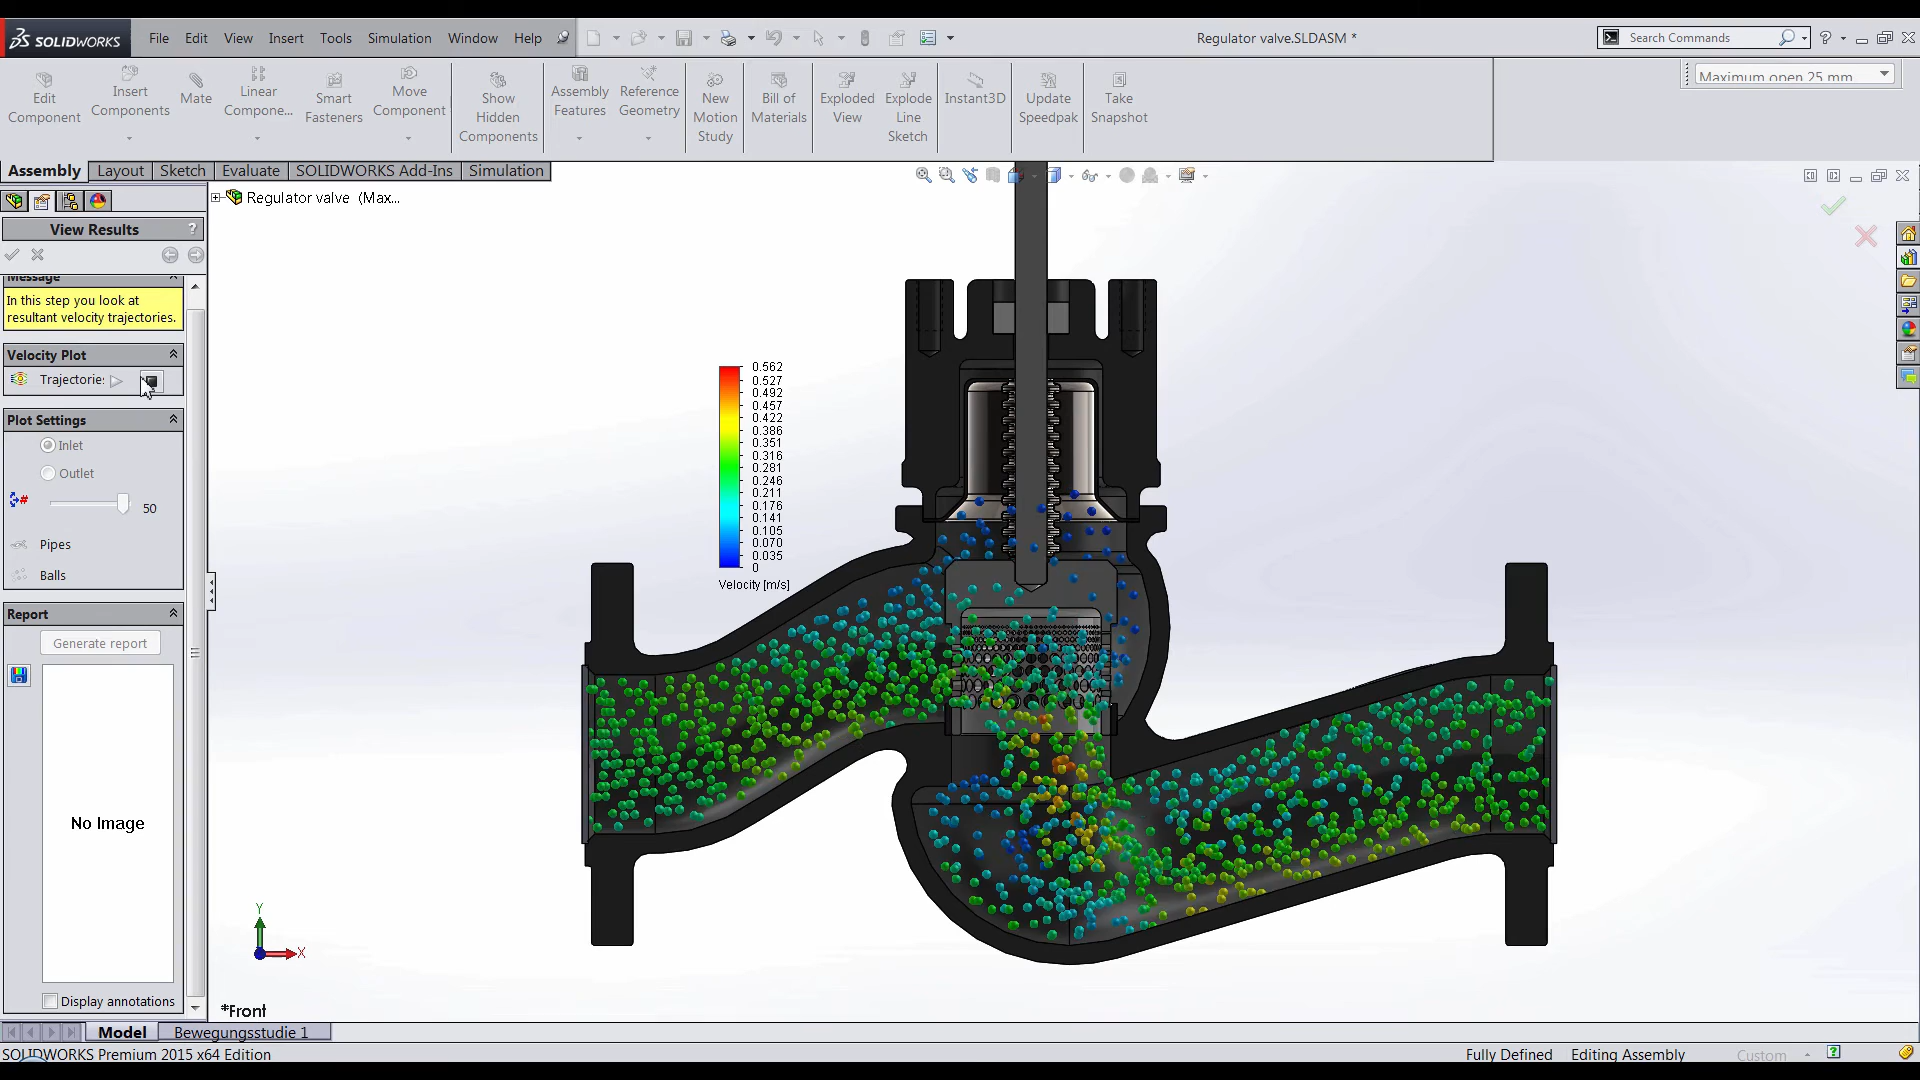 SOLIDWORKS File Edit View Insert Tools Simulation Window Help
Regulator valve.SLDASM *
Search Commands
?
Edit Component
Insert Components
Mate
Linear Compone...
Smart Fasteners
Move Component
Show Hidden Components
Assembly Features
Reference Geometry
New Motion Study
Bill of Materials
Exploded View
Explode Line Sketch
Instant3D
Update Speedpak
Take Snapshot
Maximum open 25 mm
Assembly Layout Sketch Evaluate SOLIDWORKS Add-Ins Simulation
Regulator valve (Max...
View Results ?
Message
In this step you look at
resultant velocity trajectories.
Velocity Plot
Trajectories
Plot Settings
Inlet
Outlet
50
Pipes
Balls
Report
Generate report
No Image
Display annotations
0.562
0.527
0.492
0.457
0.422
0.386
0.351
0.316
0.281
0.246
0.211
0.176
0.141
0.105
0.070
0.035
0
Velocity [m/s]
Y
X
*Front
Model Bewegungsstudie 1
SOLIDWORKS Premium 2015 x64 Edition
Fully Defined Editing Assembly Custom ?